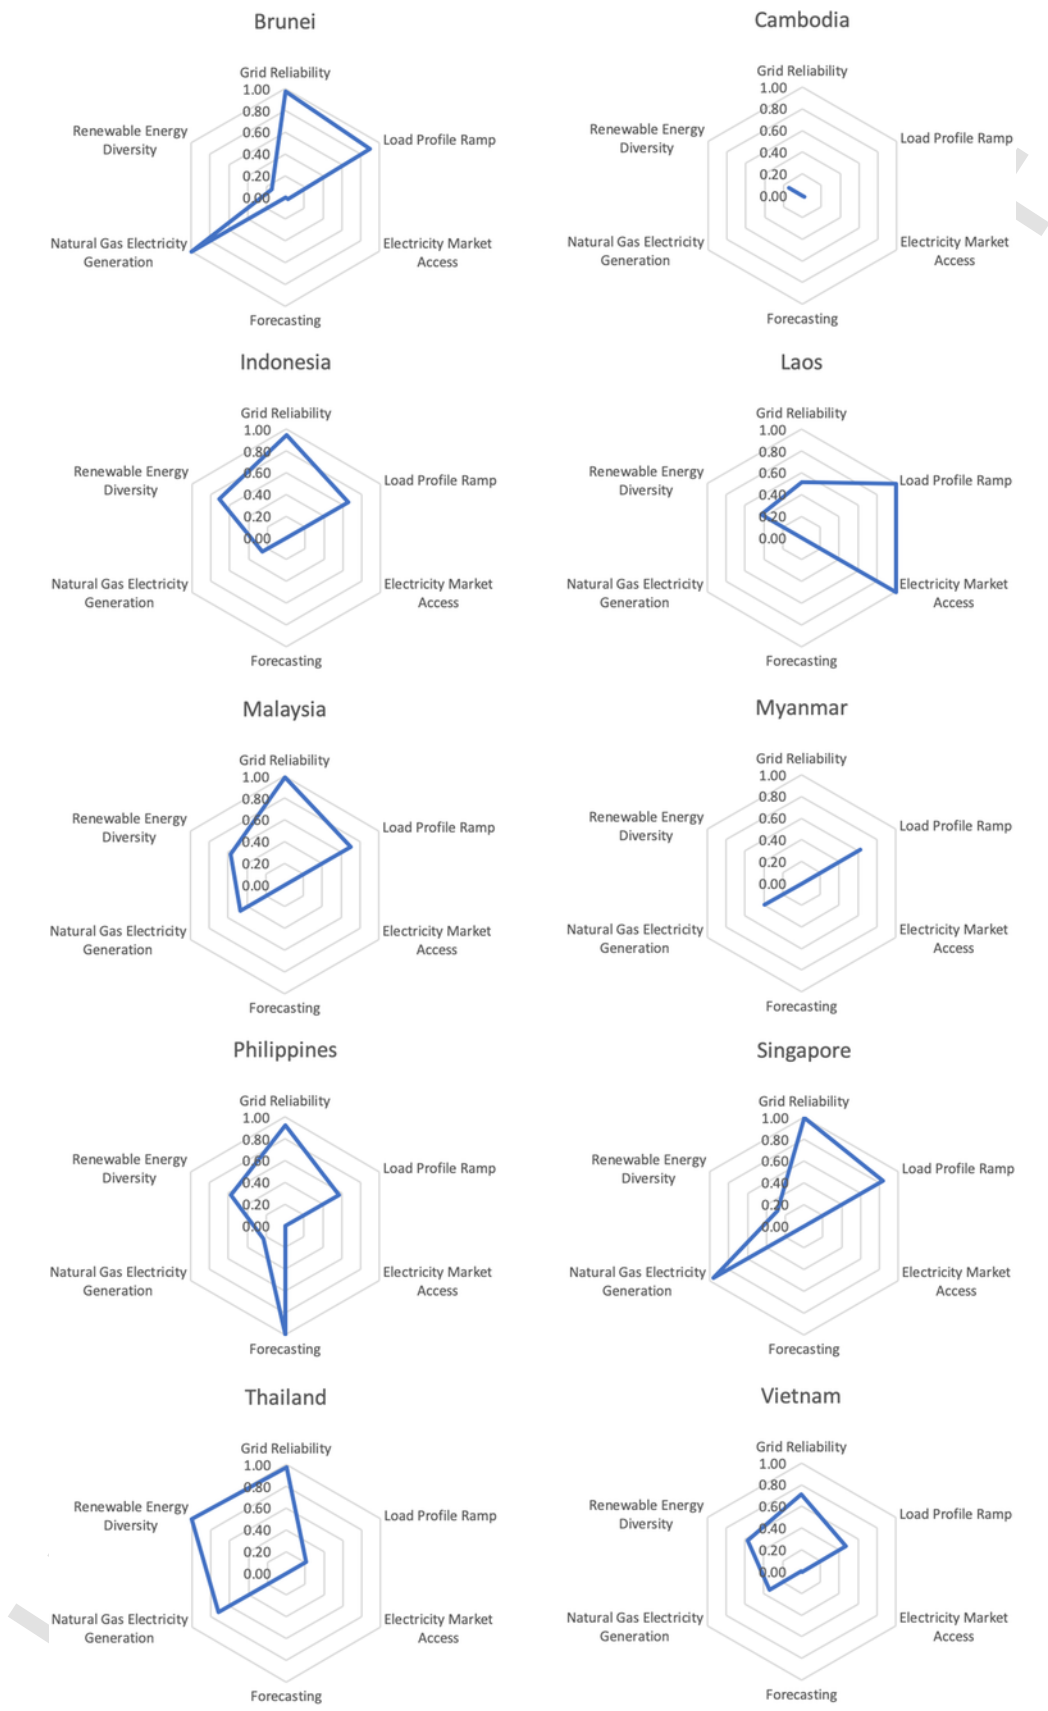 Brunei
Grid Reliability
1.00
0.80
0.60
0.40
0.20
0.00
Load Profile Ramp
Electricity Market
Access
Forecasting
Natural Gas Electricity
Generation
Renewable Energy
Diversity
Cambodia
Grid Reliability
1.00
0.80
0.60
0.40
0.20
0.00
Load Profile Ramp
Electricity Market
Access
Forecasting
Natural Gas Electricity
Generation
Renewable Energy
Diversity
Indonesia
Grid Reliability
1.00
0.80
0.60
0.40
0.20
0.00
Load Profile Ramp
Electricity Market
Access
Forecasting
Natural Gas Electricity
Generation
Renewable Energy
Diversity
Laos
Grid Reliability
1.00
0.80
0.60
0.40
0.20
0.00
Load Profile Ramp
Electricity Market
Access
Forecasting
Natural Gas Electricity
Generation
Renewable Energy
Diversity
Malaysia
Grid Reliability
1.00
0.80
0.60
0.40
0.20
0.00
Load Profile Ramp
Electricity Market
Access
Forecasting
Natural Gas Electricity
Generation
Renewable Energy
Diversity
Myanmar
Grid Reliability
1.00
0.80
0.60
0.40
0.20
0.00
Load Profile Ramp
Electricity Market
Access
Forecasting
Natural Gas Electricity
Generation
Renewable Energy
Diversity
Philippines
Grid Reliability
1.00
0.80
0.60
0.40
0.20
0.00
Load Profile Ramp
Electricity Market
Access
Forecasting
Natural Gas Electricity
Generation
Renewable Energy
Diversity
Singapore
Grid Reliability
1.00
0.80
0.60
0.40
0.20
0.00
Load Profile Ramp
Electricity Market
Access
Forecasting
Natural Gas Electricity
Generation
Renewable Energy
Diversity
Thailand
Grid Reliability
1.00
0.80
0.60
0.40
0.20
0.00
Load Profile Ramp
Electricity Market
Access
Forecasting
Natural Gas Electricity
Generation
Renewable Energy
Diversity
Vietnam
Grid Reliability
1.00
0.80
0.60
0.40
0.20
0.00
Load Profile Ramp
Electricity Market
Access
Forecasting
Natural Gas Electricity
Generation
Renewable Energy
Diversity